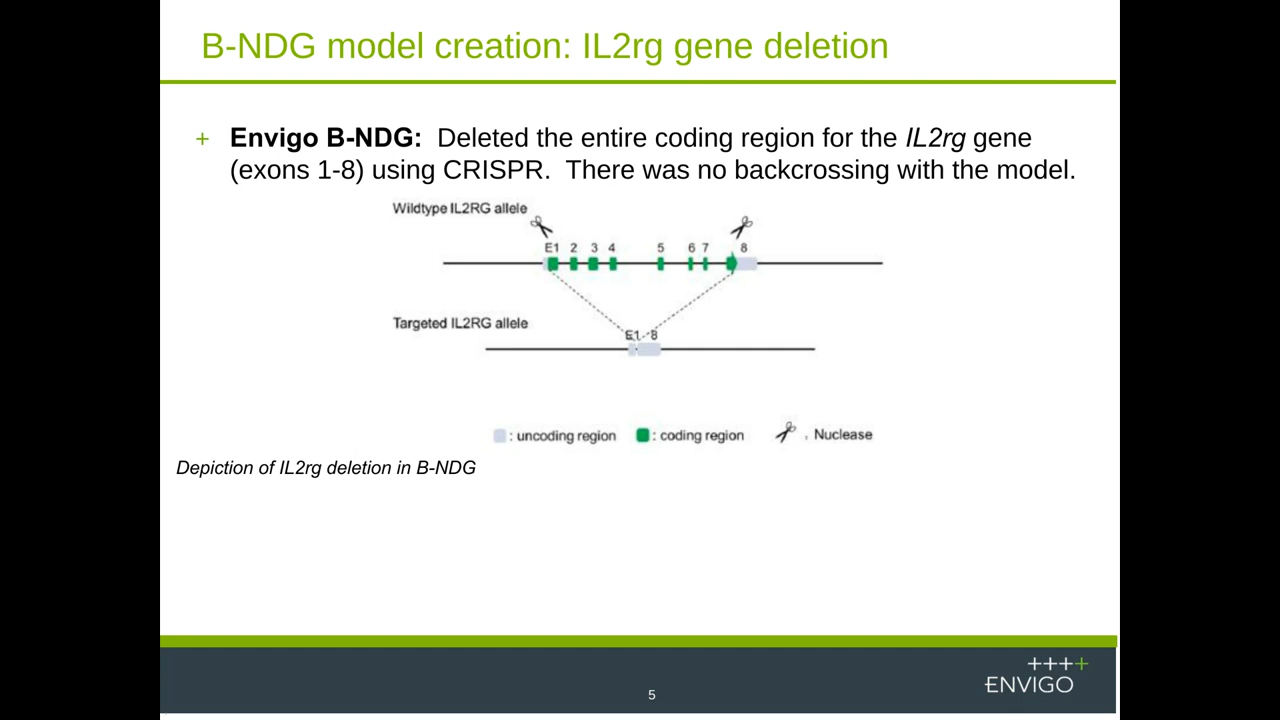 B-NDG model creation: IL2rg gene deletion
+ Envigo B-NDG: Deleted the entire coding region for the IL2rg gene
(exons 1-8) using CRISPR. There was no backcrossing with the model.
Wildtype IL2RG allele
E1 2 3 4 5 6 7 8
Targeted IL2RG allele
E1 8
: uncoding region : coding region , Nuclease
Depiction of IL2rg deletion in B-NDG
++++
ENVIGO
5